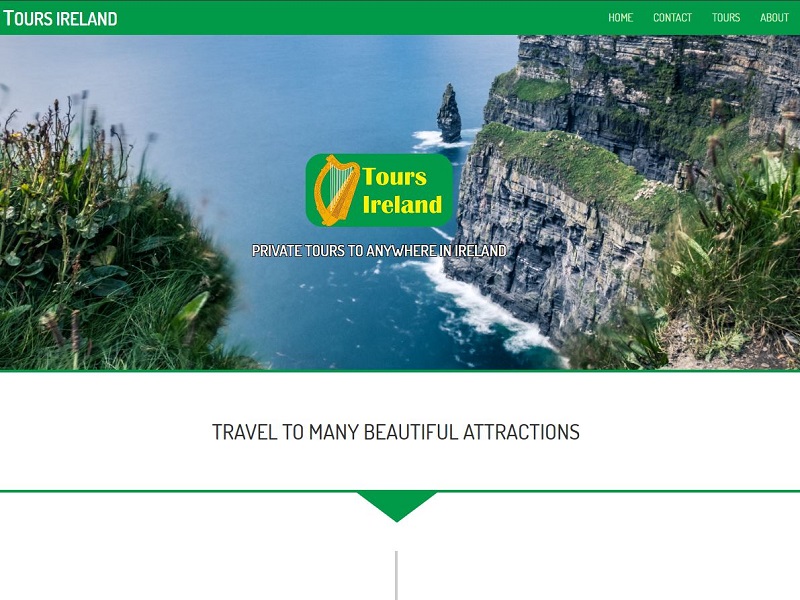 TOURS IRELAND
HOME CONTACT TOURS ABOUT
Tours
Ireland
PRIVATE TOURS TO ANYWHERE IN IRELAND
TRAVEL TO MANY BEAUTIFUL ATTRACTIONS